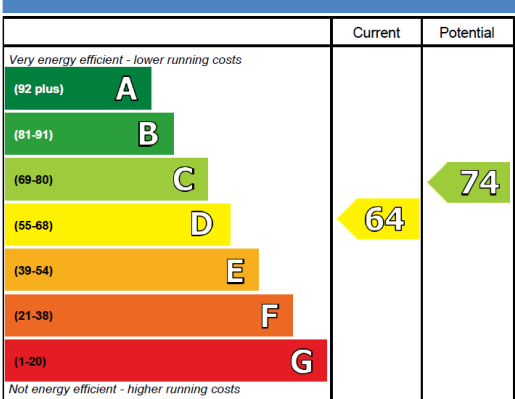 Current Potential
Very energy efficient - lower running costs
(92 plus) A
(81-91) B
(69-80) C 74
(55-68) D 64
(39-54) E
(21-38) F
(1-20) G
Not energy efficient - higher running costs